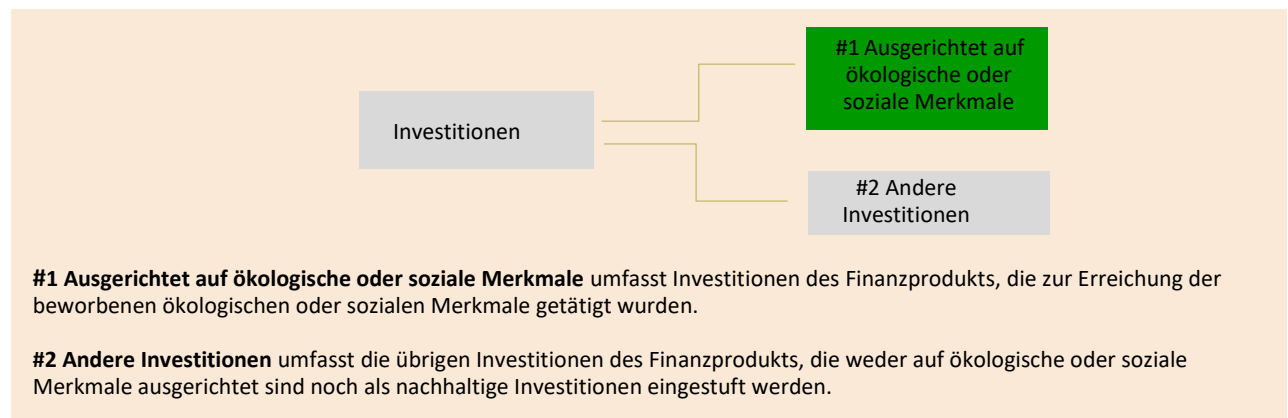 #1 Ausgerichtet auf
ökologische oder
soziale Merkmale
Investitionen
#2 Andere
Investitionen
#1 Ausgerichtet auf ökologische oder soziale Merkmale umfasst Investitionen des Finanzprodukts, die zur Erreichung der
beworbenen ökologischen oder sozialen Merkmale getätigt wurden.
#2 Andere Investitionen umfasst die übrigen Investitionen des Finanzprodukts, die weder auf ökologische oder soziale
Merkmale ausgerichtet sind noch als nachhaltige Investitionen eingestuft werden.